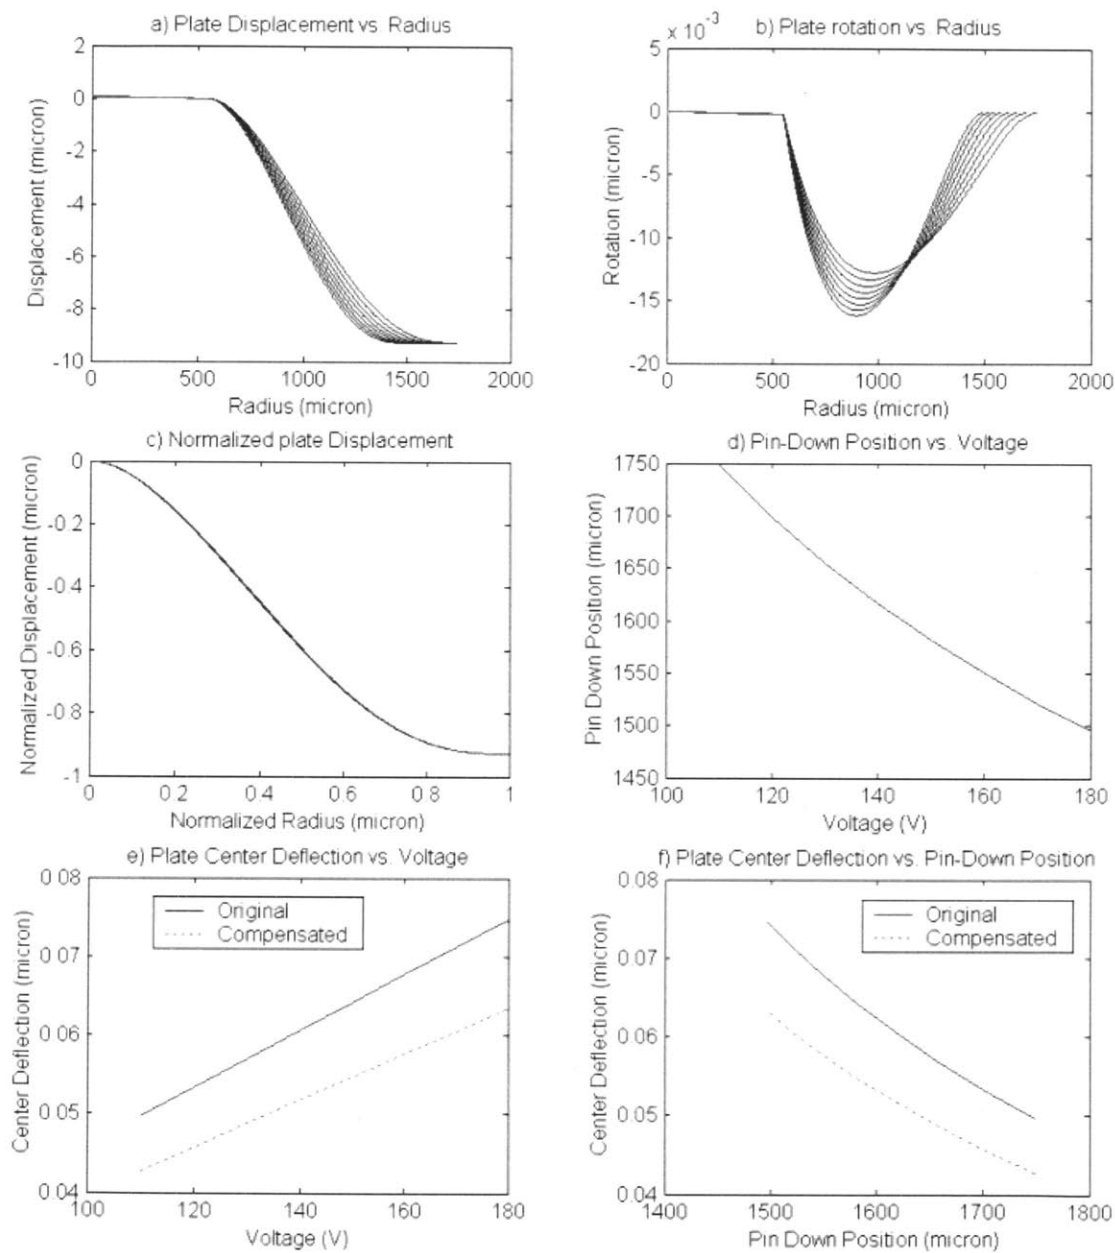 a) Plate Displacement vs. Radius
2
0
-2
-4
-6
-8
-10
0
500
1000
1500
2000
Displacement (micron)
Radius (micron)
b) Plate rotation vs. Radius
x 10^-3
5
0
-5
-10
-15
-20
0
500
1000
1500
2000
Rotation (micron)
Radius (micron)
c) Normalized plate Displacement
0
-0.2
-0.4
-0.6
-0.8
-1
0
0.2
0.4
0.6
0.8
1
Normalized Displacement (micron)
Normalized Radius (micron)
d) Pin-Down Position vs. Voltage
1750
1700
1650
1600
1550
1500
1450
100
120
140
160
180
Pin Down Position (micron)
Voltage (V)
e) Plate Center Deflection vs. Voltage
0.08
0.07
0.06
0.05
0.04
100
120
140
160
180
Original
Compensated
Center Deflection (micron)
Voltage (V)
f) Plate Center Deflection vs. Pin-Down Position
0.08
0.07
0.06
0.05
0.04
1400
1500
1600
1700
1800
Original
Compensated
Center Deflection (micron)
Pin Down Position (micron)